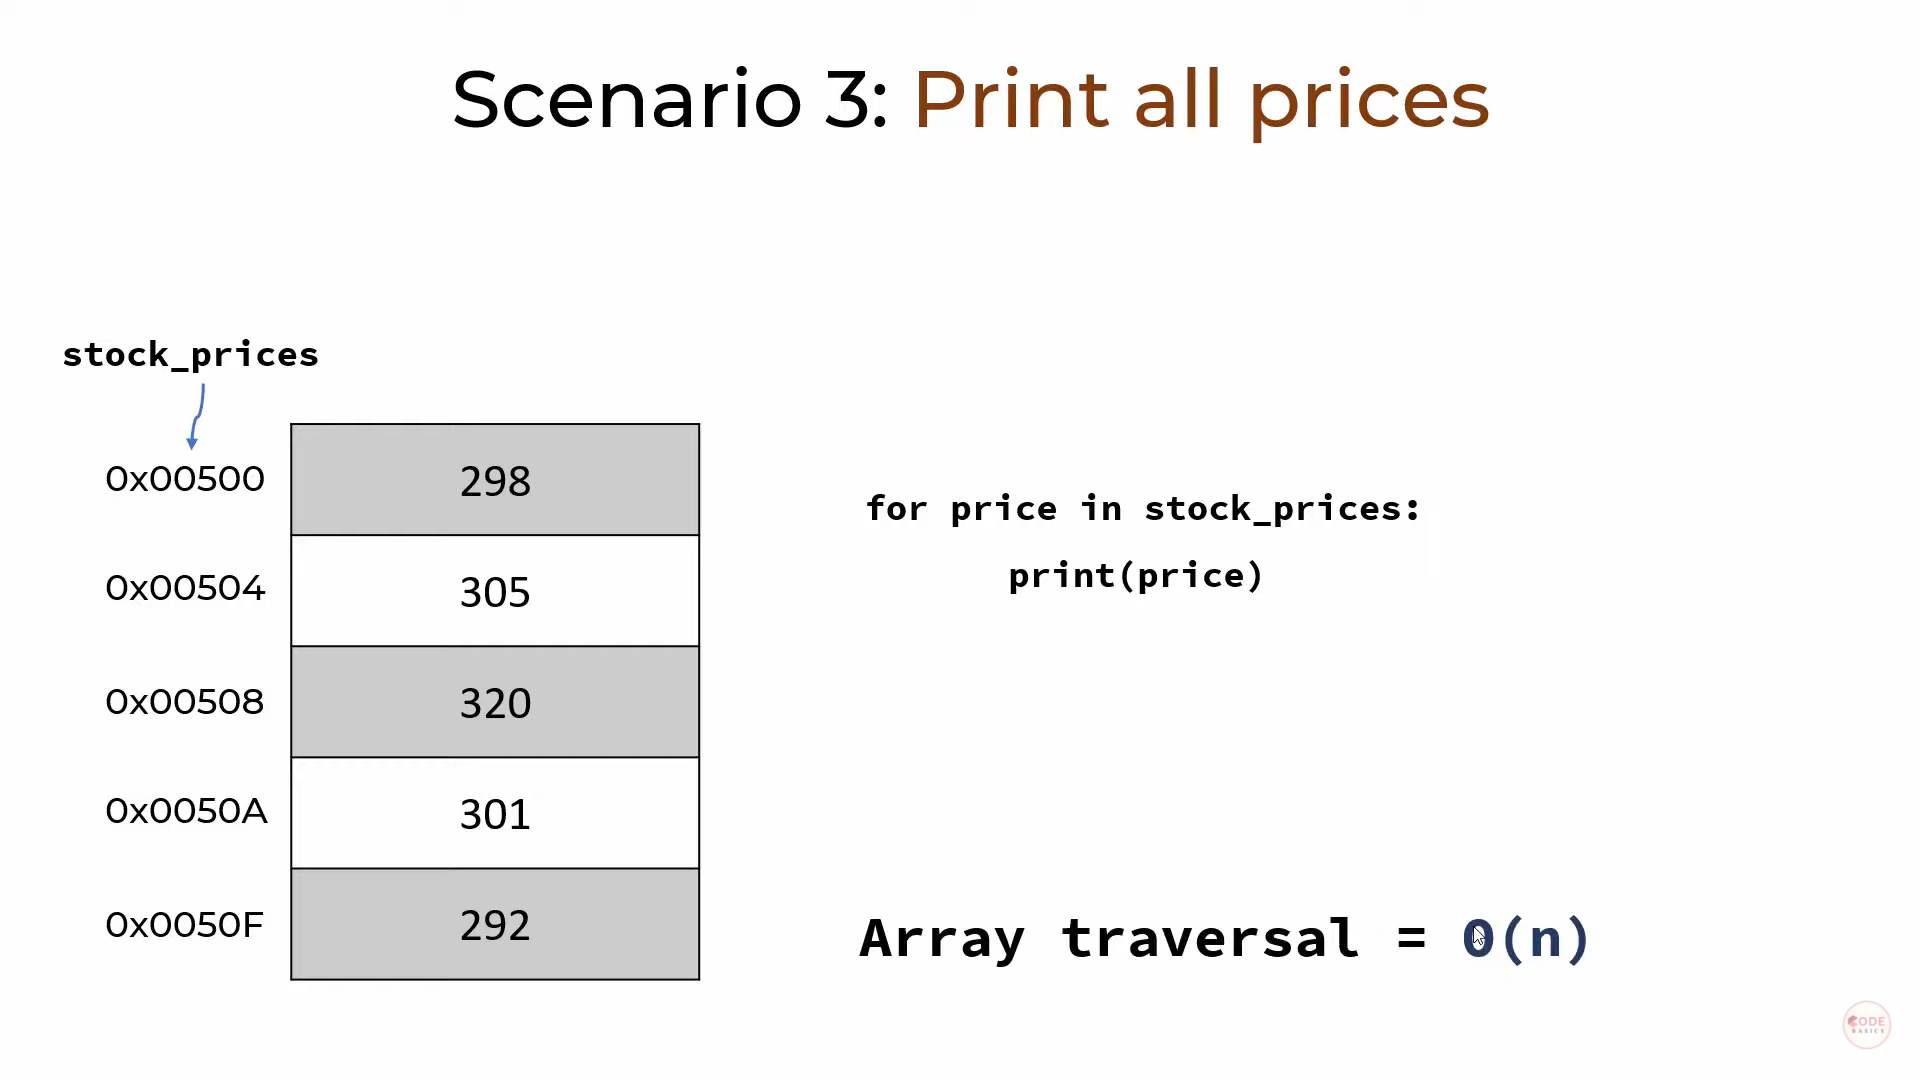 Scenario 3: Print all prices
stock_prices
0x00500 298
0x00504 305
0x00508 320
0x0050A 301
0x0050F 292
for price in stock_prices:
print(price)
Array traversal = O(n)
CODE
BASICS